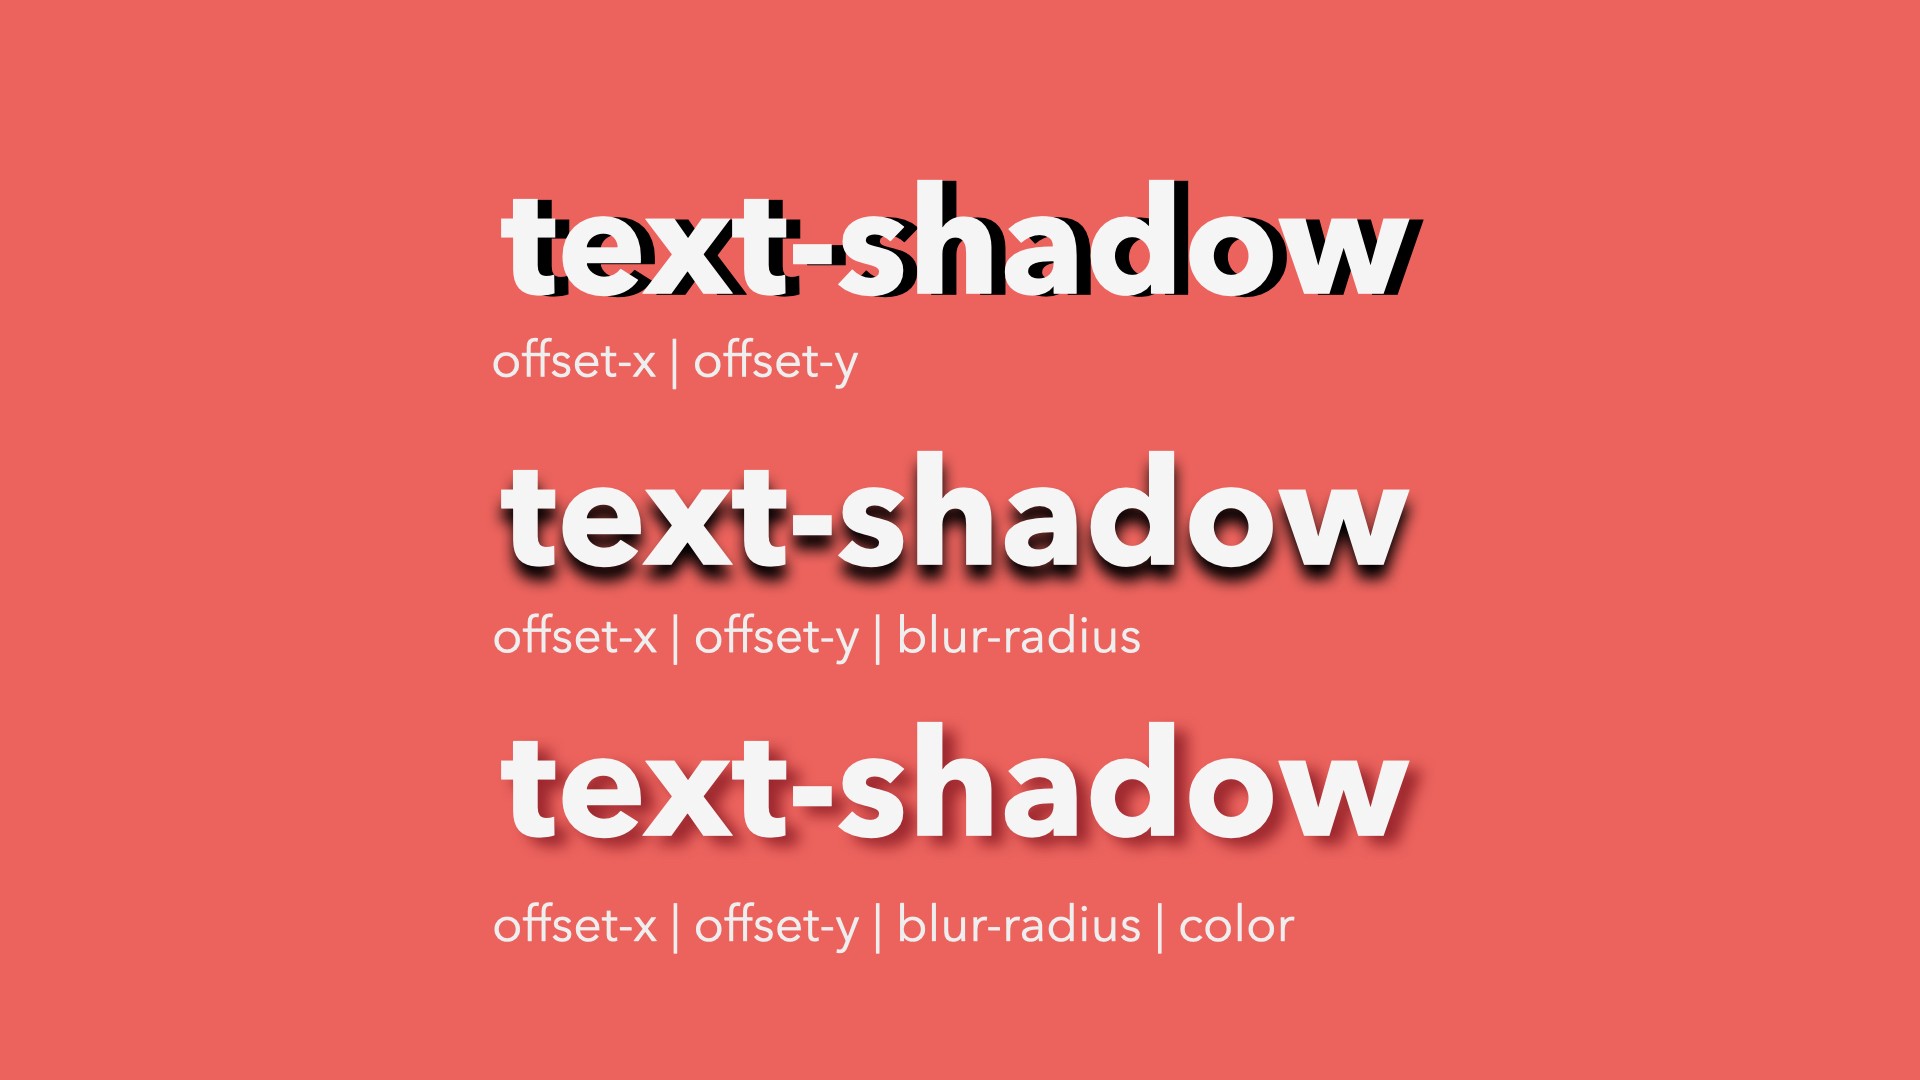 text-shadow
offset-x | offset-y
text-shadow
offset-x | offset-y | blur-radius
text-shadow
offset-x | offset-y | blur-radius | color